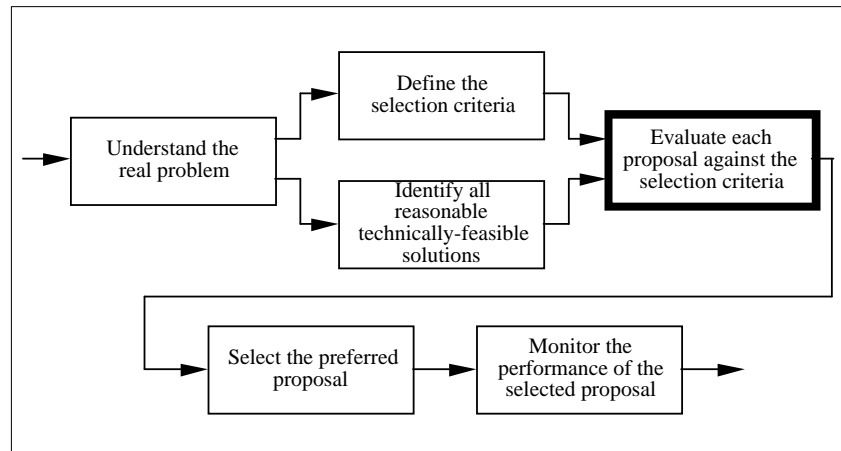 Understand the
real problem
Define the
selection criteria
Identify all
reasonable
technically-feasible
solutions
Evaluate each
proposal against the
selection criteria
Select the preferred
proposal
Monitor the
performance of the
selected proposal